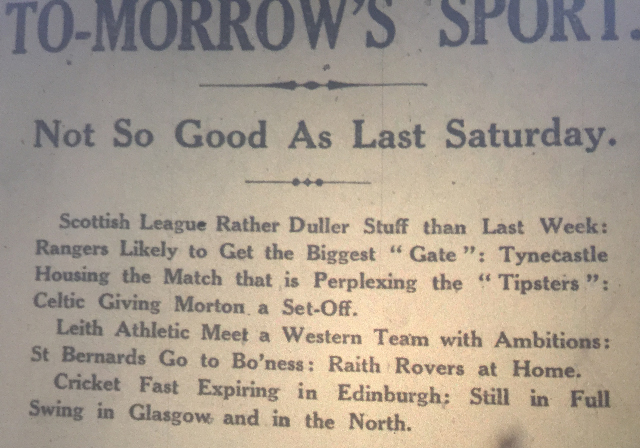 TO-MORROW'S SPORT.
Not So Good As Last Saturday.
Scottish League Rather Duller Stuff than Last Week:
Rangers Likely to Get the Biggest "Gate": Tynecastle
Housing the Match that is Perplexing the "Tipsters":
Celtic Giving Morton a Set-Off.
Leith Athletic Meet a Western Team with Ambitions:
St Bernards Go to Bo'ness: Raith Rovers at Home.
Cricket Fast Expiring in Edinburgh: Still in Full
Swing in Glasgow and in the North.